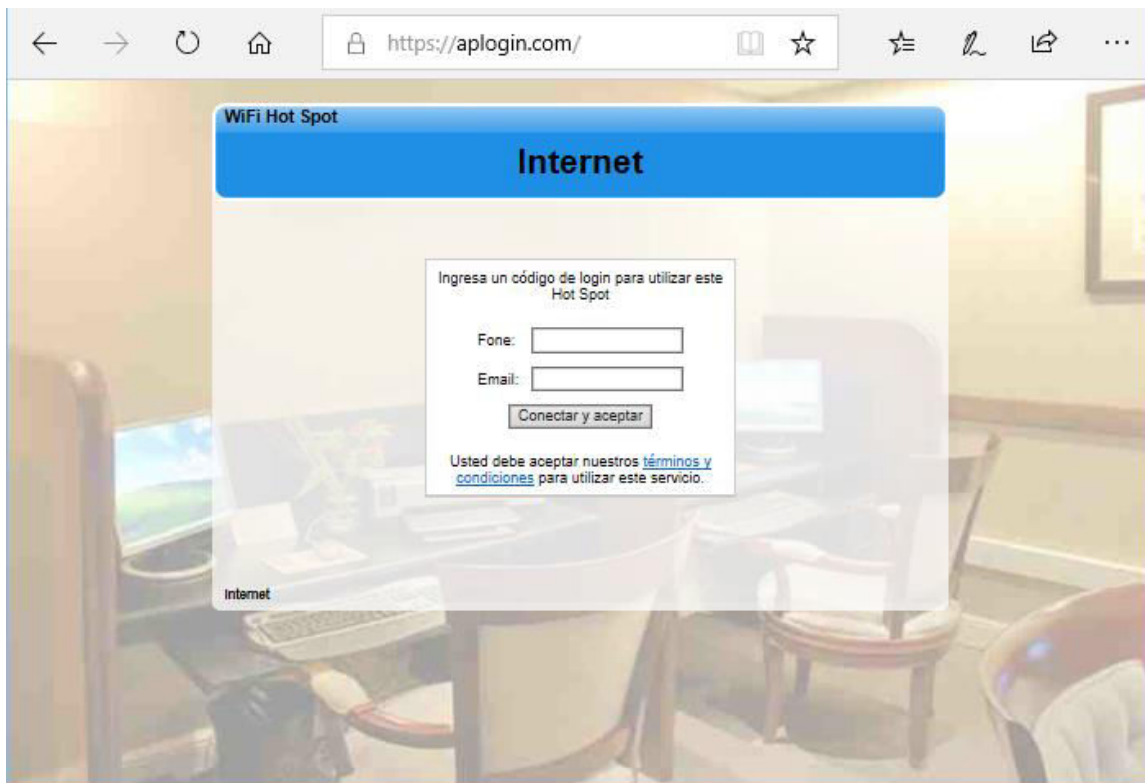 https://aplogin.com/
WiFi Hot Spot
Internet
Ingresa un código de login para utilizar este
Hot Spot
Fone:
Email:
Conectar y aceptar
Usted debe aceptar nuestros términos y
condiciones para utilizar este servicio.
Internet